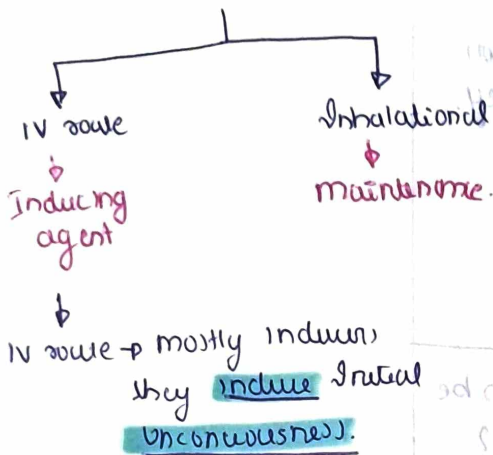 IV route
Inhalational
Inducing
agent
maintenance.
IV route → mostly inducers,
they induce Initial
Unconsciousness.